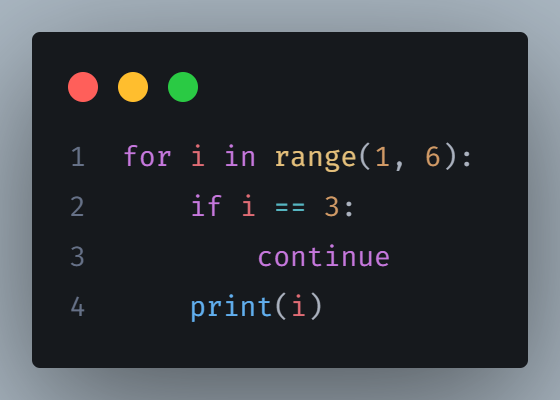 1 for i in range(1, 6):
2     if i == 3:
3         continue
4     print(i)